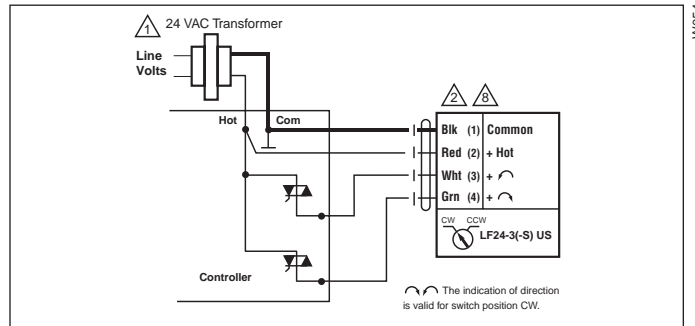 1 24 VAC Transformer
Line
Volts
Hot Com
2 8
Blk (1) Common
Red (2) + Hot
Wht (3) +
Grn (4) +
CW CCW
LF24-3(-S) US
Controller
The indication of direction
is valid for switch position CW.